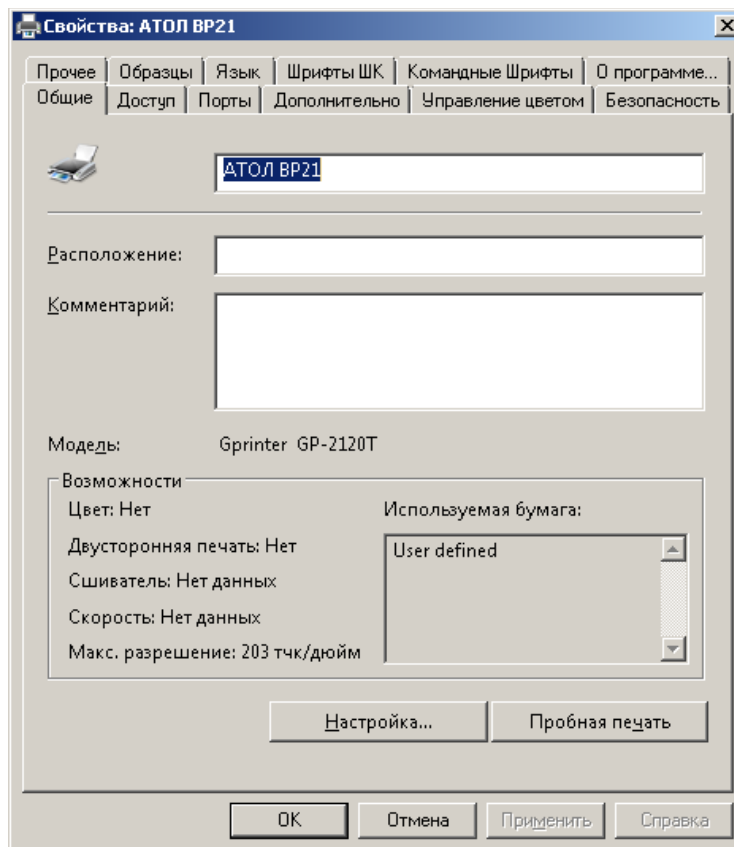 Свойства: АТОЛ BP21
Прочее Образцы Язык Шрифты ШК Командные Шрифты О программе...
Общие Доступ Порты Дополнительно Управление цветом Безопасность
АТОЛ BP21
Расположение:
Комментарий:
Модель: Gprinter GP-2120T
Возможности
Цвет: Нет Используемая бумага:
Двусторонняя печать: Нет User defined
Сшиватель: Нет данных
Скорость: Нет данных
Макс. разрешение: 203 тчк/дюйм
Настройка... Пробная печать
OK Отмена Применить Справка